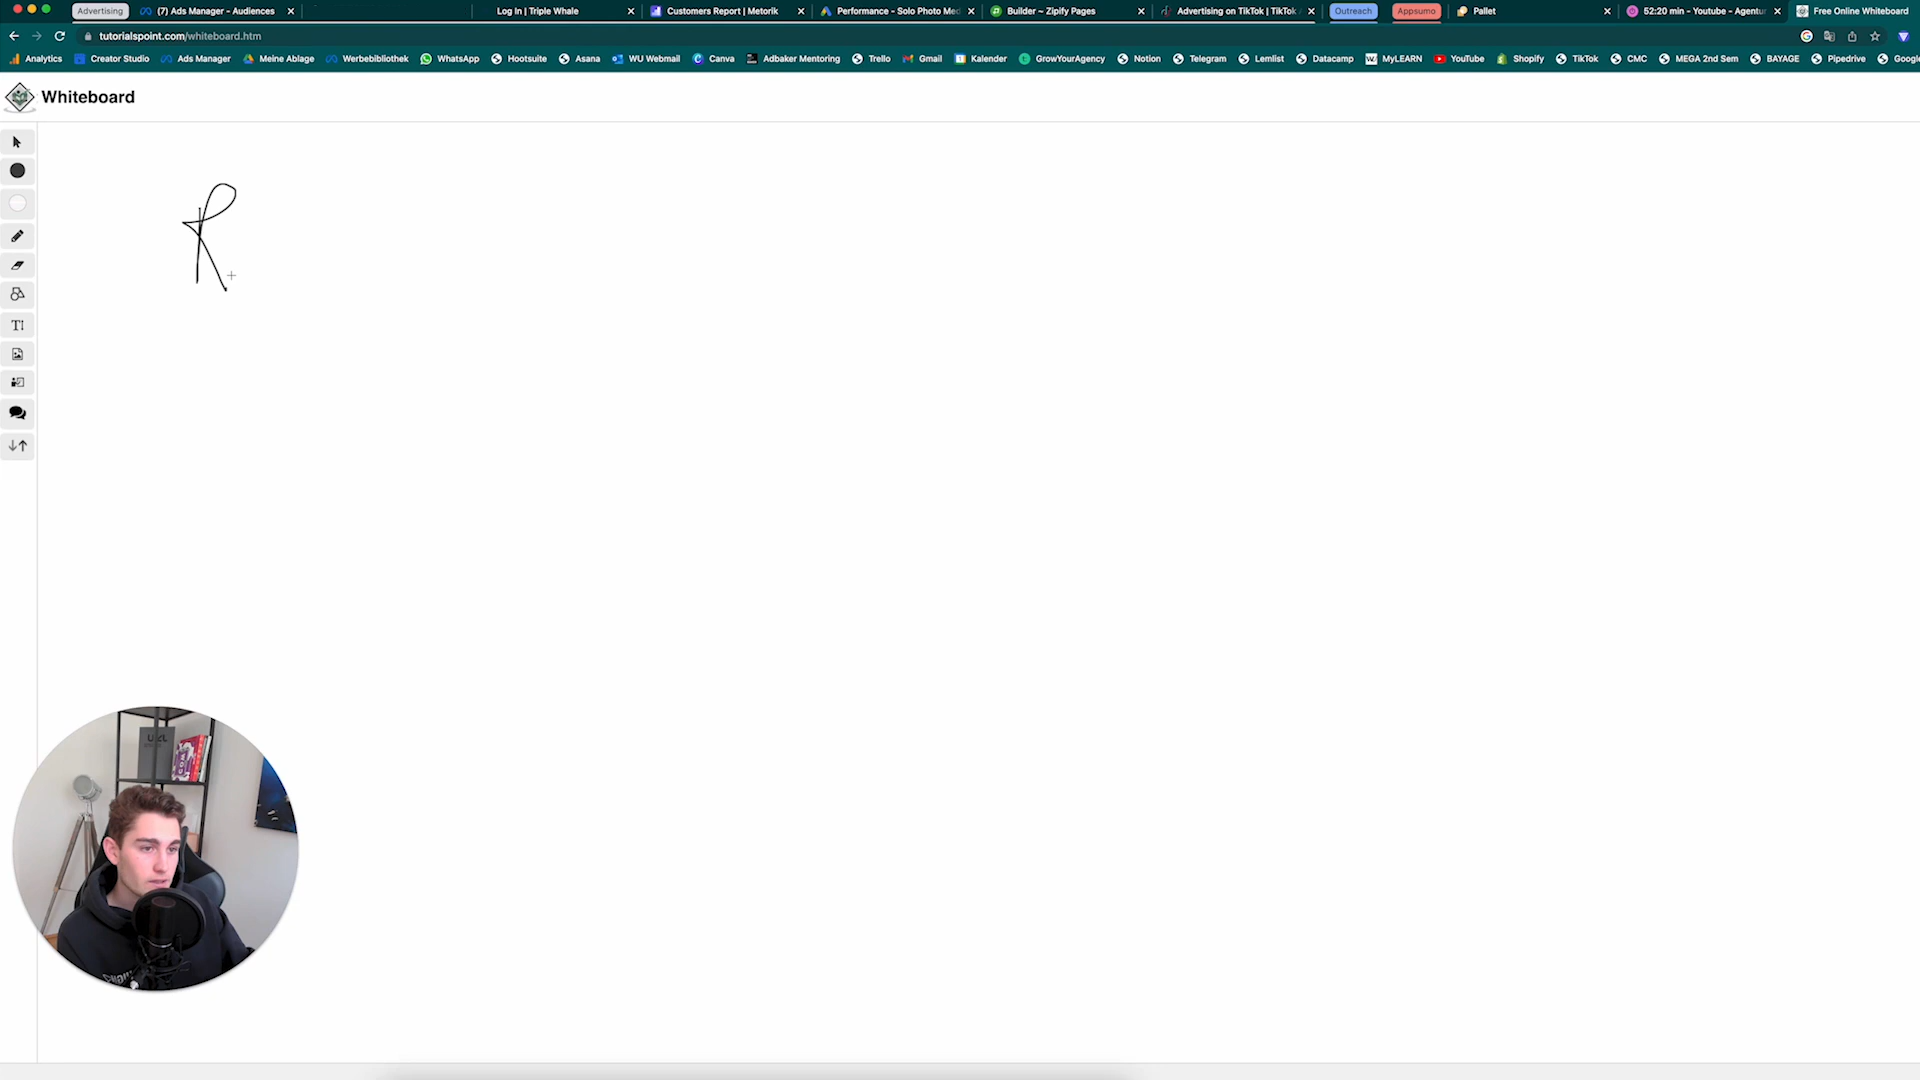 Advertising (7) Ads Manager - Audiences Log In | Triple Whale Customers Report | Metorik Performance - Solo Photo Med Builder ~ Zipify Pages Advertising on TikTok | TikTok Outreach Appsumo Pallet 52:20 min - Youtube - Agentur Free Online Whiteboard
tutorialspoint.com/whiteboard.htm
Analytics Creator Studio Ads Manager Meine Ablage Werbebibliothek WhatsApp Hootsuite Asana WU Webmail Canva Adbaker Mentoring Trello Gmail Kalender GrowYourAgency Notion Telegram Lemlist Datacamp MyLEARN YouTube Shopify TikTok CMC MEGA 2nd Sem BAYAGE Pipedrive Google
Whiteboard
R